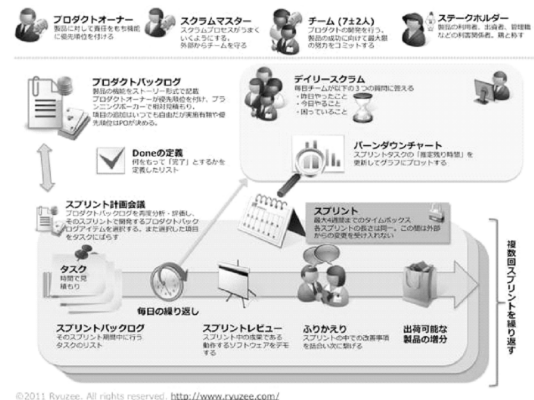 プロダクトオーナー
製品に対して責任をもち機能
に優先順位を付ける
スクラムマスター
スクラムプロセスがうまく
いくようにする。
外部からチームを守る
チーム（7±2人）
プロダクトの開発を行う。
製品の成功に向けて最大限
の努力をコミットする
ステークホルダー
製品の利用者、出資者、管理職
などの利害関係者。鶏と称す
プロダクトバックログ
製品の機能をストーリー形式で記載
プロダクトオーナーが優先順位を付け、プラ
ンニングポーカーで相対見積もり。
項目の追加はいつでも自由だが実施有無や優
先順位はPOが決める。
デイリースクラム
毎日チームが以下の3つの質問に答える
・昨日やったこと
・今日やること
・困っていること
バーンダウンチャート
スプリントタスクの「推定残り時間」を
更新してグラフにプロットする
Doneの定義
何をもって「完了」とするかを
定義したリスト
スプリント計画会議
プロダクトバックログを再度分析・評価し、
そのスプリントで開発するプロダクトバック
ログアイテムを選択する。また選択した項目
をタスクにばらす
スプリント
最大4週間までのタイムボックス
各スプリントの長さは同一。この間は外部
からの変更を受け入れない
タスク
時間で見
積もり
毎日の繰り返し
スプリントバックログ
そのスプリント期間中に行う
タスクのリスト
スプリントレビュー
スプリント中の成果である
動作するソフトウェアをデモ
する
ふりかえり
スプリントの中での改善事項
を話合い次に繋げる
出荷可能な
製品の増分
複数回スプリントを繰り返す
©2011 Ryuzee. All rights reserved. http://www.ryuzee.com/